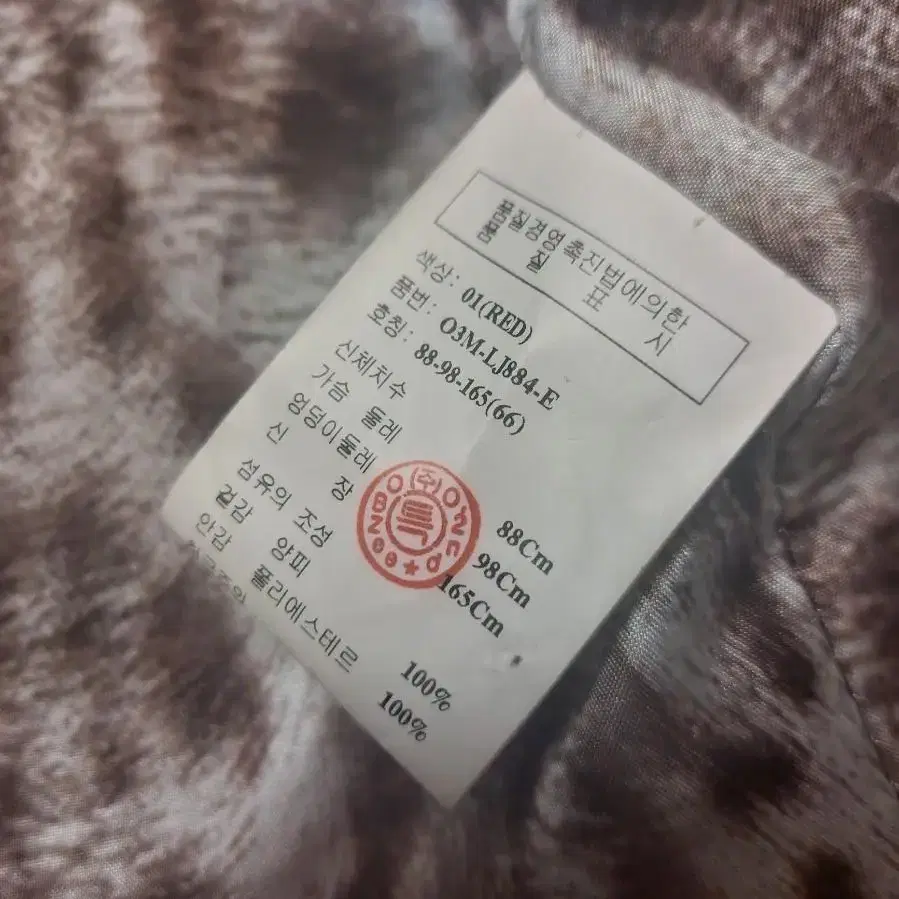 품질경영촉진법에의한
품 질 표 시
색상: 01(RED)
품번: O3M-LJ884-E
호칭: 88-98-165(66)
신체치수
가슴 둘레 88Cm
엉덩이둘레 98Cm
신 장 165Cm
섬유의 조성
겉감 양피 100%
안감 폴리에스테르 100%
(주)